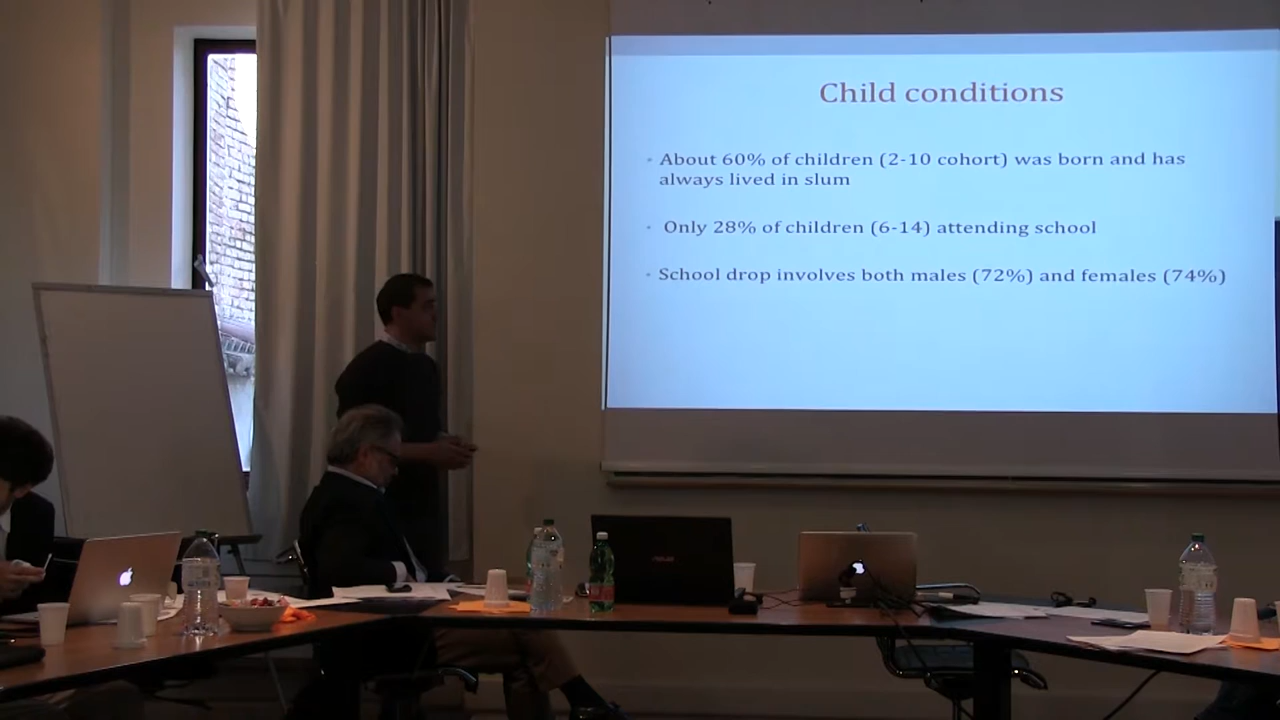 Child conditions
• About 60% of children (2-10 cohort) was born and has
always lived in slum
• Only 28% of children (6-14) attending school
• School drop involves both males (72%) and females (74%)
ASUS